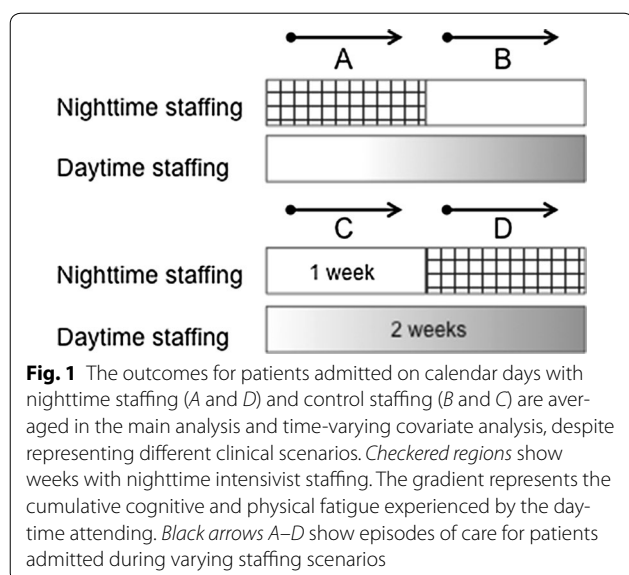 A B
Nighttime staffing
Daytime staffing
C D
Nighttime staffing 1 week
Daytime staffing 2 weeks
Fig. 1 The outcomes for patients admitted on calendar days with
nighttime staffing (A and D) and control staffing (B and C) are aver-
aged in the main analysis and time-varying covariate analysis, despite
representing different clinical scenarios. Checkered regions show
weeks with nighttime intensivist staffing. The gradient represents the
cumulative cognitive and physical fatigue experienced by the day-
time attending. Black arrows A–D show episodes of care for patients
admitted during varying staffing scenarios